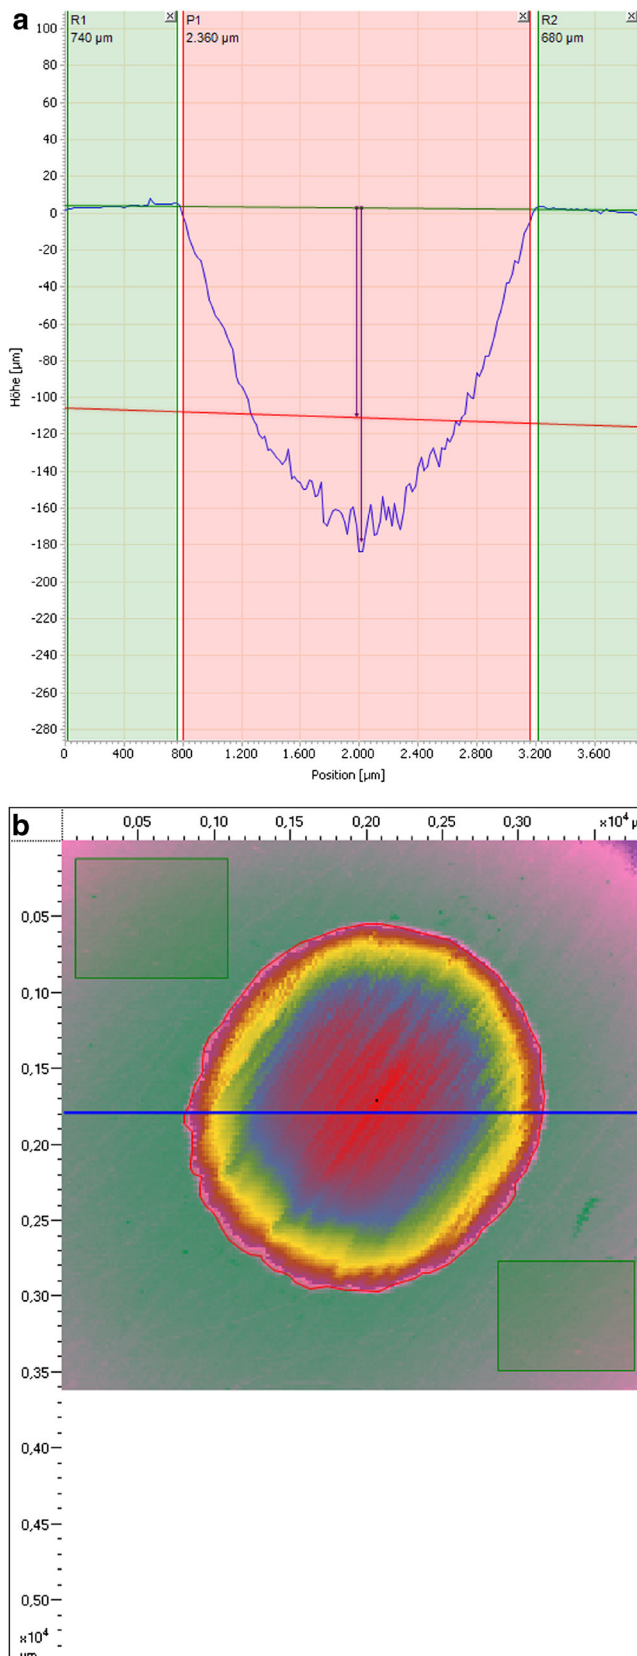 a
R1
740 µm
P1
2.360 µm
R2
680 µm
100
80
60
40
20
0
-20
-40
-60
-80
-100
-120
-140
-160
-180
-200
-220
-240
-260
-280
Höhe [µm]
0 400 800 1.200 1.600 2.000 2.400 2.800 3.200 3.600
Position [µm]
b
0,05 0,10 0,15 0,20 0,25 0,30 ×10⁴ µ
0,05
0,10
0,15
0,20
0,25
0,30
0,35
0,40
0,45
0,50
×10⁴
µm